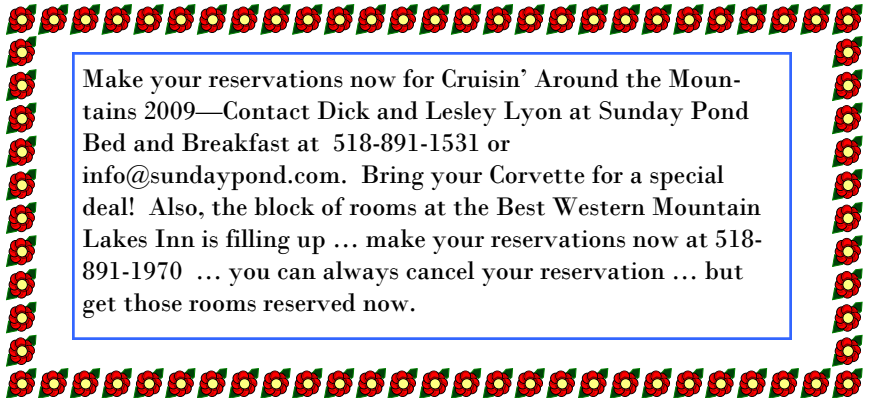 Make your reservations now for Cruisin’ Around the Moun-
tains 2009—Contact Dick and Lesley Lyon at Sunday Pond
Bed and Breakfast at  518-891-1531 or
info@sundaypond.com.  Bring your Corvette for a special
deal!  Also, the block of rooms at the Best Western Mountain
Lakes Inn is filling up … make your reservations now at 518-
891-1970  … you can always cancel your reservation … but
get those rooms reserved now.